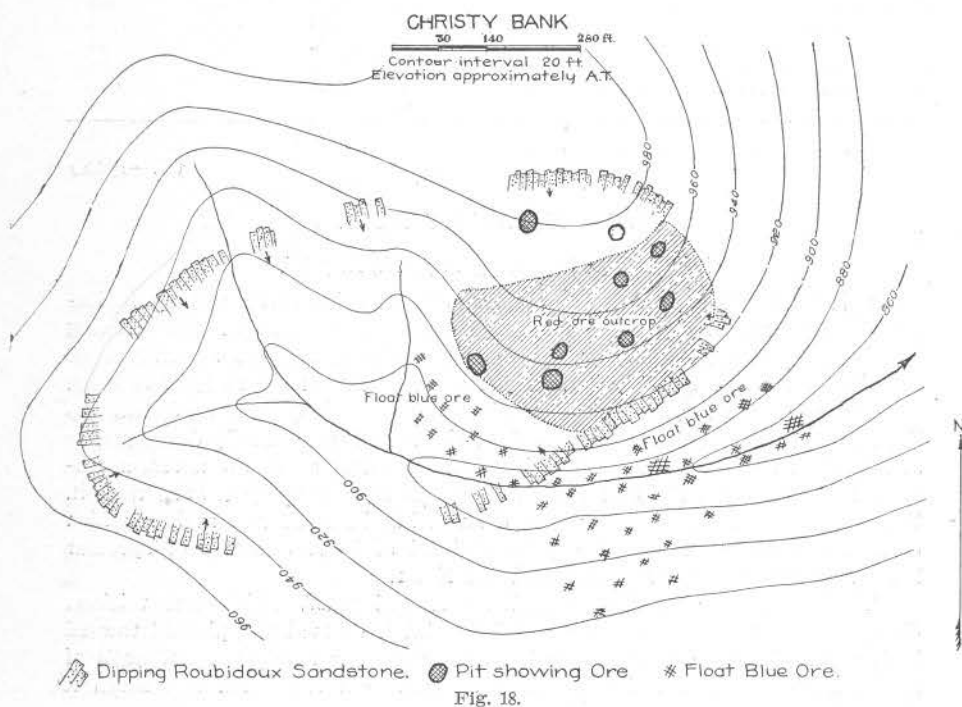 CHRISTY BANK
70 140 280 ft.
Contour interval 20 ft.
Elevation approximately A.T.
980
960
940
920
900
880
860
Red ore outcrop
Float blue ore
Float blue ore
N
900
920
940
960
Dipping Roubidoux Sandstone. Pit showing Ore # Float Blue Ore.
Fig. 18.